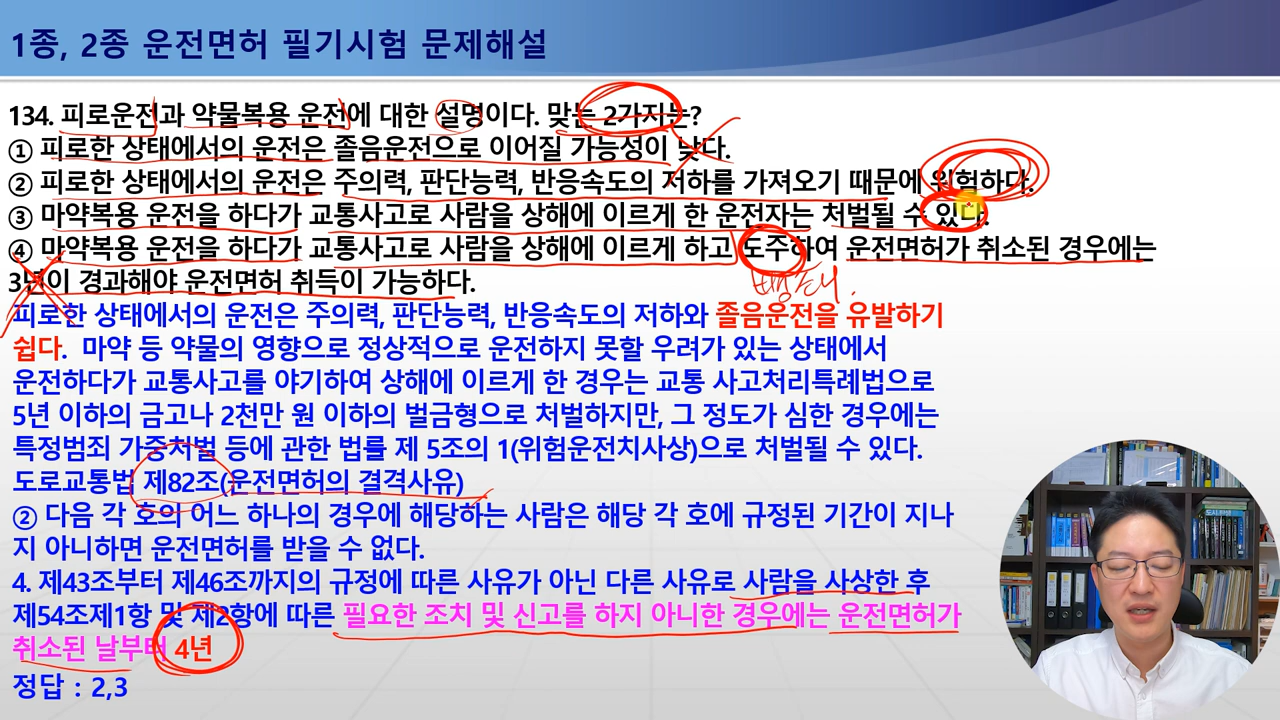 1종, 2종 운전면허 필기시험 문제해설
134. 피로운전과 약물복용 운전에 대한 설명이다. 맞는 2가지는?
① 피로한 상태에서의 운전은 졸음운전으로 이어질 가능성이 낮다.
② 피로한 상태에서의 운전은 주의력, 판단능력, 반응속도의 저하를 가져오기 때문에 위험하다.
③ 마약복용 운전을 하다가 교통사고로 사람을 상해에 이르게 한 운전자는 처벌될 수 있다.
④ 마약복용 운전을 하다가 교통사고로 사람을 상해에 이르게 하고 도주하여 운전면허가 취소된 경우에는
3년이 경과해야 운전면허 취득이 가능하다.
피로한 상태에서의 운전은 주의력, 판단능력, 반응속도의 저하와 졸음운전을 유발하기
쉽다. 마약 등 약물의 영향으로 정상적으로 운전하지 못할 우려가 있는 상태에서
운전하다가 교통사고를 야기하여 상해에 이르게 한 경우는 교통 사고처리특례법으로
5년 이하의 금고나 2천만 원 이하의 벌금형으로 처벌하지만, 그 정도가 심한 경우에는
특정범죄 가중처벌 등에 관한 법률 제 5조의 1(위험운전치사상)으로 처벌될 수 있다.
도로교통법 제82조(운전면허의 결격사유)
② 다음 각 호의 어느 하나의 경우에 해당하는 사람은 해당 각 호에 규정된 기간이 지나
지 아니하면 운전면허를 받을 수 없다.
4. 제43조부터 제46조까지의 규정에 따른 사유가 아닌 다른 사유로 사람을 사상한 후
제54조제1항 및 제2항에 따른 필요한 조치 및 신고를 하지 아니한 경우에는 운전면허가
취소된 날부터 4년
정답 : 2,3